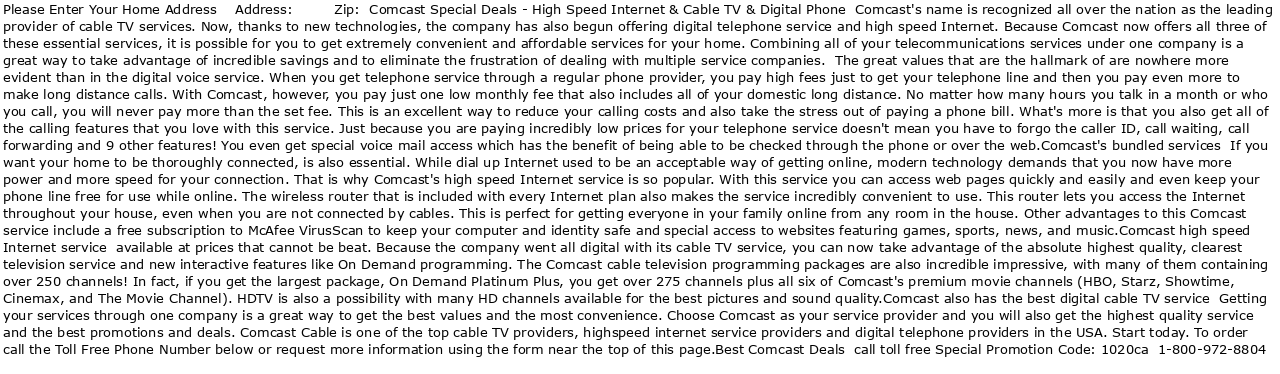 Please Enter Your Home Address    Address:         Zip:  Comcast Special Deals - High Speed Internet & Cable TV & Digital Phone  Comcast's name is recognized all over the nation as the leading
provider of cable TV services. Now, thanks to new technologies, the company has also begun offering digital telephone service and high speed Internet. Because Comcast now offers all three of
these essential services, it is possible for you to get extremely convenient and affordable services for your home. Combining all of your telecommunications services under one company is a
great way to take advantage of incredible savings and to eliminate the frustration of dealing with multiple service companies.  The great values that are the hallmark of are nowhere more
evident than in the digital voice service. When you get telephone service through a regular phone provider, you pay high fees just to get your telephone line and then you pay even more to
make long distance calls. With Comcast, however, you pay just one low monthly fee that also includes all of your domestic long distance. No matter how many hours you talk in a month or who
you call, you will never pay more than the set fee. This is an excellent way to reduce your calling costs and also take the stress out of paying a phone bill. What's more is that you also get all of
the calling features that you love with this service. Just because you are paying incredibly low prices for your telephone service doesn't mean you have to forgo the caller ID, call waiting, call
forwarding and 9 other features! You even get special voice mail access which has the benefit of being able to be checked through the phone or over the web.Comcast's bundled services  If you
want your home to be thoroughly connected, is also essential. While dial up Internet used to be an acceptable way of getting online, modern technology demands that you now have more
power and more speed for your connection. That is why Comcast's high speed Internet service is so popular. With this service you can access web pages quickly and easily and even keep your
phone line free for use while online. The wireless router that is included with every Internet plan also makes the service incredibly convenient to use. This router lets you access the Internet
throughout your house, even when you are not connected by cables. This is perfect for getting everyone in your family online from any room in the house. Other advantages to this Comcast
service include a free subscription to McAfee VirusScan to keep your computer and identity safe and special access to websites featuring games, sports, news, and music.Comcast high speed
Internet service  available at prices that cannot be beat. Because the company went all digital with its cable TV service, you can now take advantage of the absolute highest quality, clearest
television service and new interactive features like On Demand programming. The Comcast cable television programming packages are also incredible impressive, with many of them containing
over 250 channels! In fact, if you get the largest package, On Demand Platinum Plus, you get over 275 channels plus all six of Comcast's premium movie channels (HBO, Starz, Showtime,
Cinemax, and The Movie Channel). HDTV is also a possibility with many HD channels available for the best pictures and sound quality.Comcast also has the best digital cable TV service  Getting
your services through one company is a great way to get the best values and the most convenience. Choose Comcast as your service provider and you will also get the highest quality service
and the best promotions and deals. Comcast Cable is one of the top cable TV providers, highspeed internet service providers and digital telephone providers in the USA. Start today. To order
call the Toll Free Phone Number below or request more information using the form near the top of this page.Best Comcast Deals  call toll free Special Promotion Code: 1020ca  1-800-972-8804